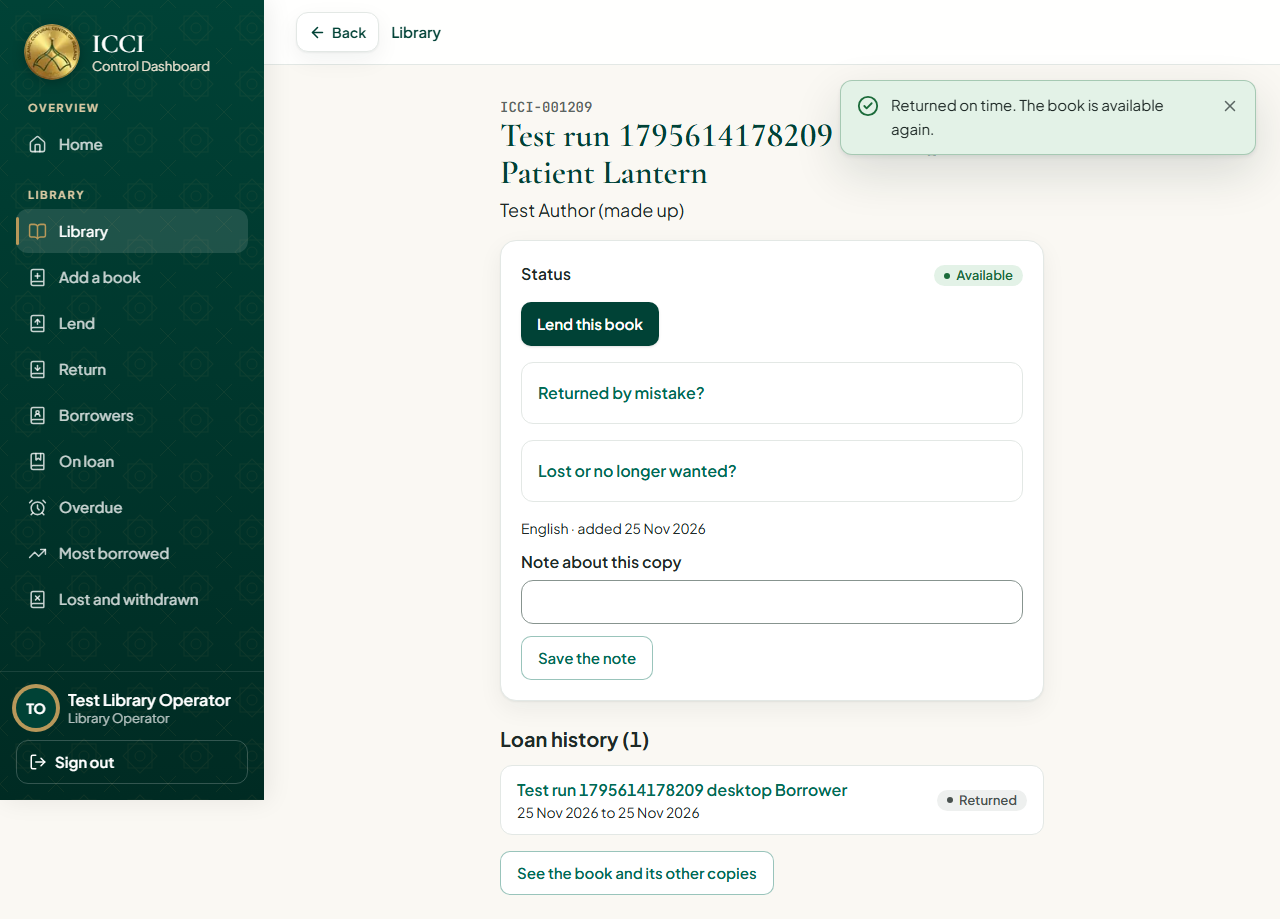 ICCI
Control Dashboard
OVERVIEW
Home
LIBRARY
Library
Add a book
Lend
Return
Borrowers
On loan
Overdue
Most borrowed
Lost and withdrawn
TO
Test Library Operator
Library Operator
Sign out
Back
Library
Returned on time. The book is available
again.
ICCI-001209
Test run 1795614178209
Patient Lantern
Test Author (made up)
Status
Available
Lend this book
Returned by mistake?
Lost or no longer wanted?
English · added 25 Nov 2026
Note about this copy
Save the note
Loan history (1)
Test run 1795614178209 desktop Borrower
25 Nov 2026 to 25 Nov 2026
Returned
See the book and its other copies